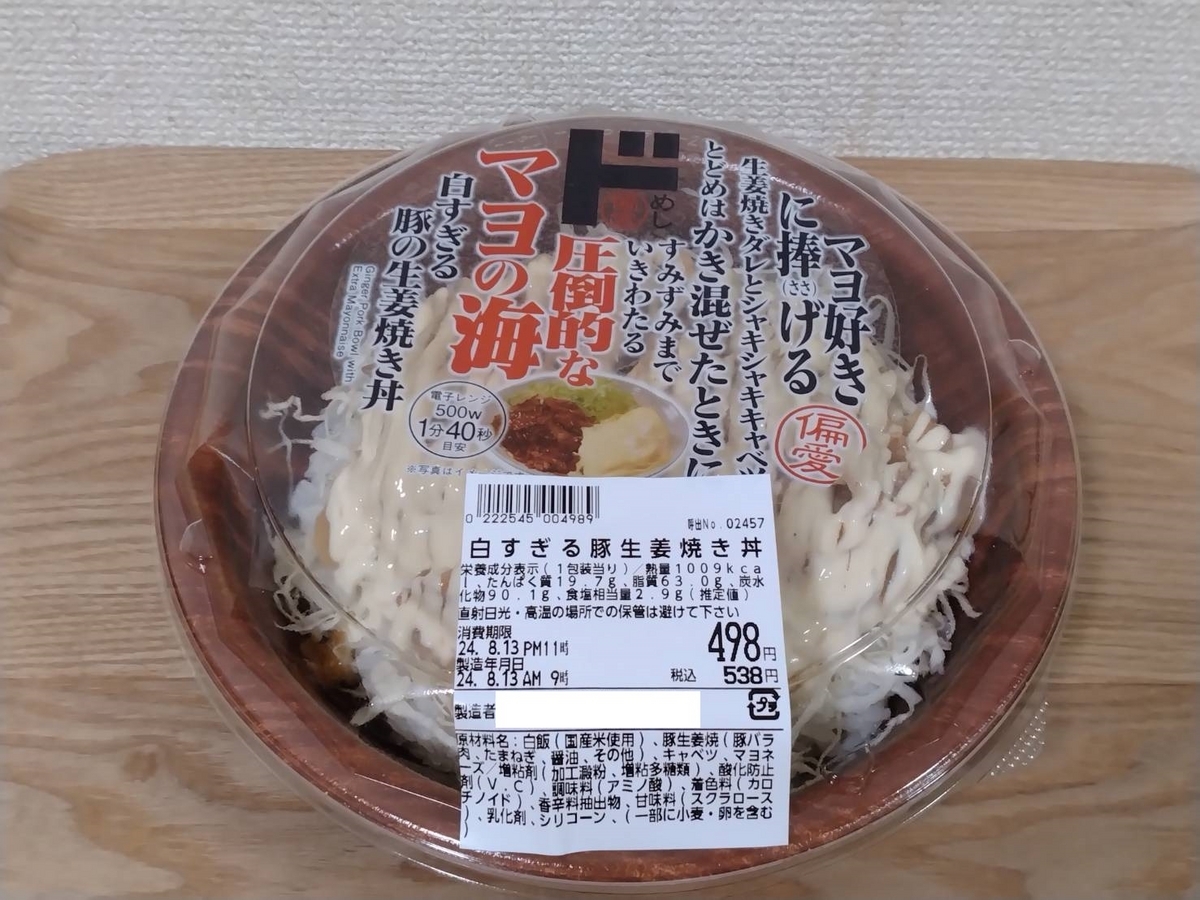 マヨ好き
に捧(ささ)げる
偏愛
生姜焼きダレとシャキシャキキャベツ
とどめはかき混ぜたときに
すみずみまで
いきわたる
ド
めし
圧倒的な
マヨの海
白すぎる
豚の生姜焼き丼
Ginger Pork Bowl with
Extra Mayonnaise
電子レンジ
500w
1分40秒
目安
※写真はイメージ
0 222545 004989
呼出No. 02457
白すぎる豚生姜焼き丼
栄養成分表示(1包装当り)/熱量1009kca
l、たんぱく質19.7g、脂質63.0g、炭水
化物90.1g、食塩相当量2.9g(推定値)
直射日光・高温の場所での保管は避けて下さい
消費期限
24. 8.13 PM11時
498円
製造年月日
24. 8.13 AM 9時
税込 538円
製造者
プラ
原材料名:白飯(国産米使用)、豚生姜焼(豚バラ
肉、たまねぎ、醤油、その他)、キャベツ、マヨネ
ーズ/増粘剤(加工澱粉、増粘多糖類)、酸化防止
剤(V.C)、調味料(アミノ酸)、着色料(カロ
チノイド)、香辛料抽出物、甘味料(スクラロース
)、乳化剤、シリコーン、(一部に小麦・卵を含む